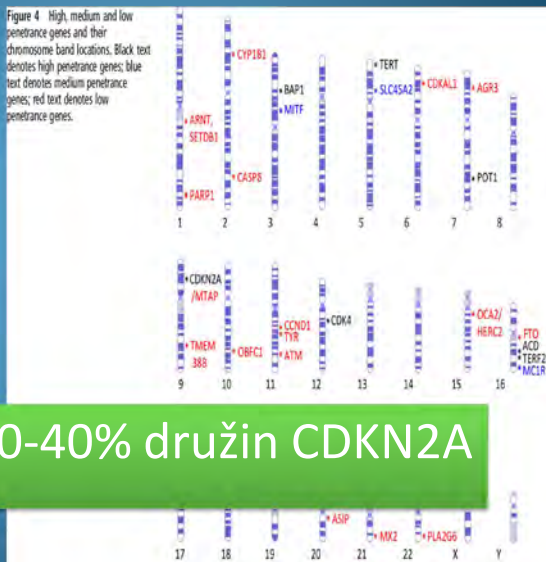 Figure 4 High, medium and low
penetrance genes and their
chromosome band locations. Black text
denotes high penetrance genes; blue
text denotes medium penetrance
genes; red text denotes low
penetrance genes.
CYP1B1
TERT
BAP1
SLC45A2
CDKAL1
AGR3
MITF
ARNT,
SETDB1
CASP8
POT1
PARP1
1 2 3 4 5 6 7 8
CDKN2A
/MTAP
CCND1
TYR
CDK4
OCA2/
HERC2
FTO
ACD
TERF2
MC1R
TMEM
38B
OBFC1
ATM
9 10 11 12 13 14 15 16
0-40% družin CDKN2A
ASIP
MX2
PLA2G6
17 18 19 20 21 22 X Y